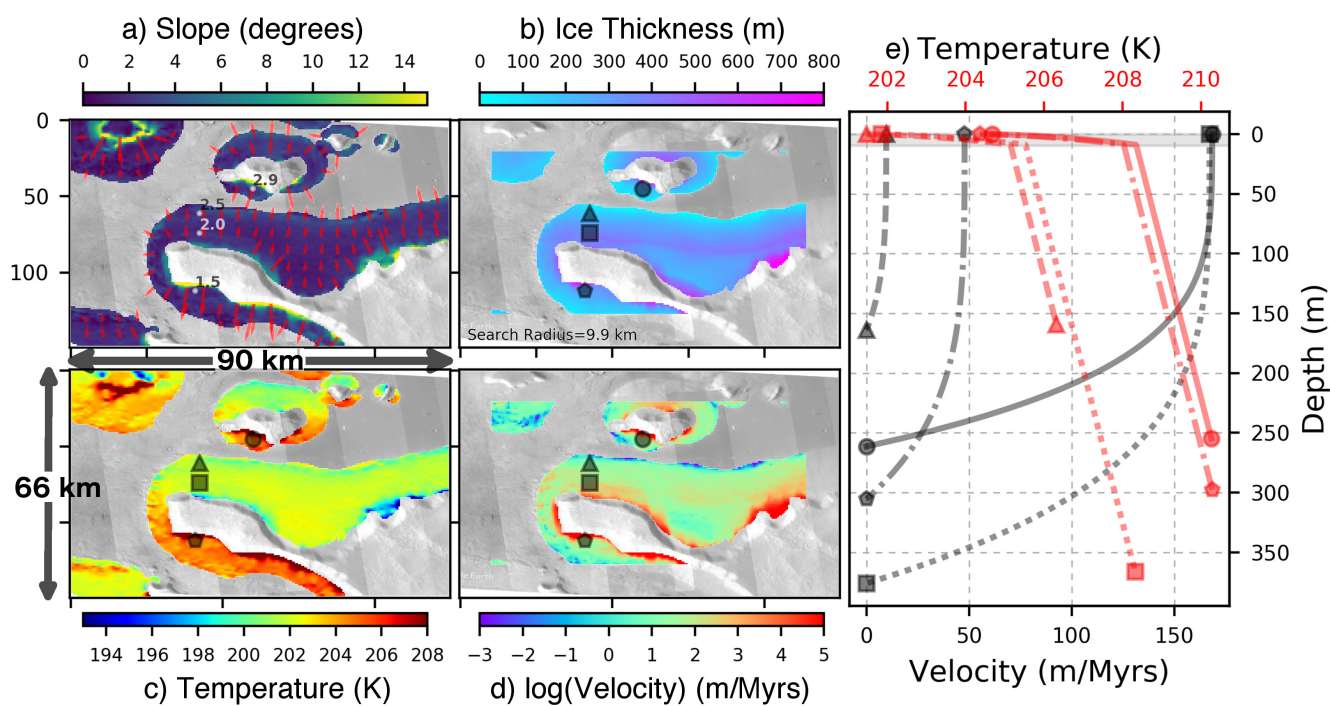 a) Slope (degrees)
0 2 4 6 8 10 12 14
b) Ice Thickness (m)
0 100 200 300 400 500 600 700 800
e) Temperature (K)
202 204 206 208 210
0
50
100
2.9
2.5
2.0
1.5
Search Radius=9.9 km
90 km
66 km
Earth
194 196 198 200 202 204 206 208
c) Temperature (K)
−3 −2 −1 0 1 2 3 4 5
d) log(Velocity) (m/Myrs)
0
50
100
150
200
250
300
350
Depth (m)
0 50 100 150
Velocity (m/Myrs)